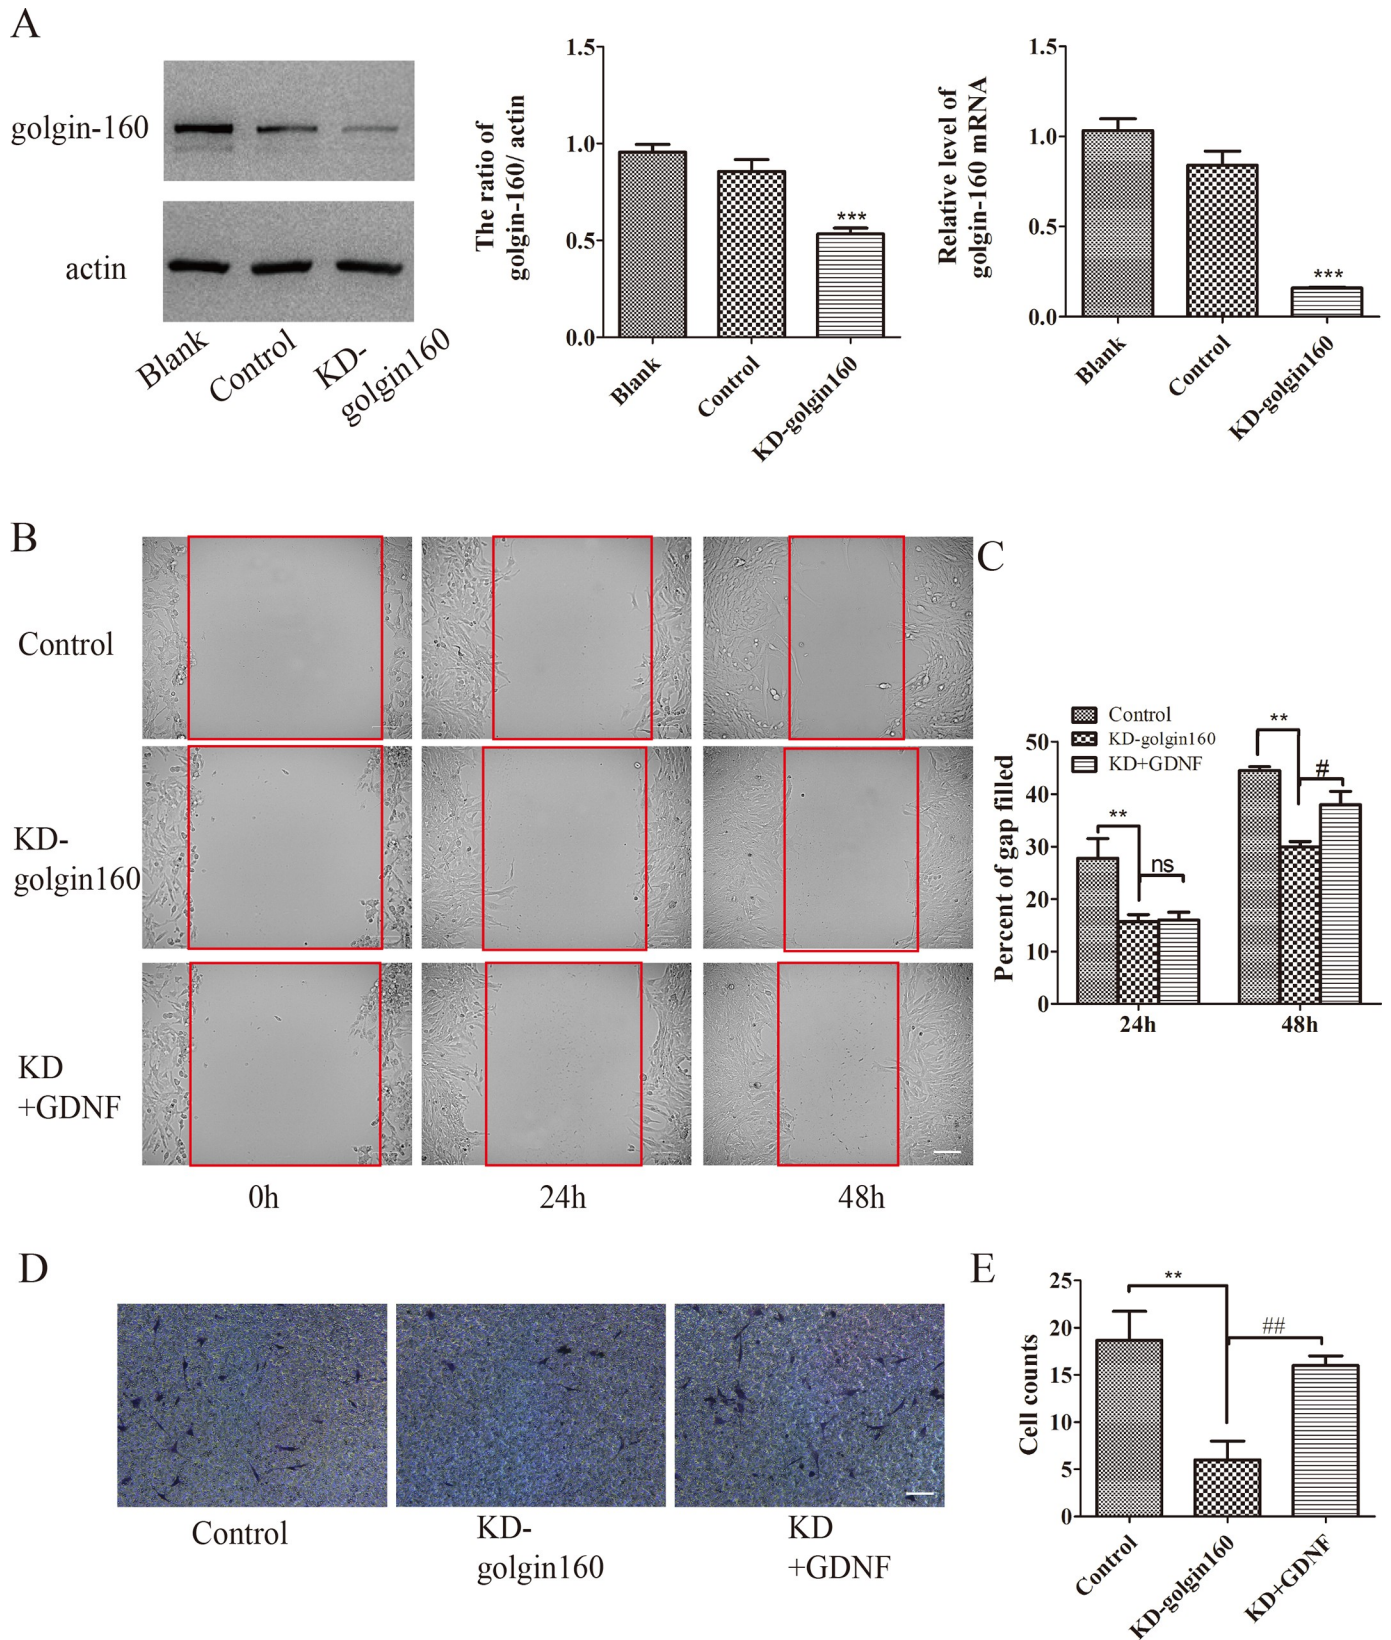 A
golgin-160
actin
Blank
Control
KD-
golgin160
The ratio of
golgin-160/ actin
1.5
1.0
0.5
0.0
***
Blank
Control
KD-golgin160
Relative level of
golgin-160 mRNA
1.5
1.0
0.5
0.0
***
Blank
Control
KD-golgin160
B
Control
KD-
golgin160
KD
+GDNF
0h
24h
48h
C
Control
KD-golgin160
KD+GDNF
Percent of gap filled
50
40
30
20
10
0
**
ns
**
#
24h
48h
D
Control
KD-
golgin160
KD
+GDNF
E
Cell counts
25
20
15
10
5
0
**
##
Control
KD-golgin160
KD+GDNF